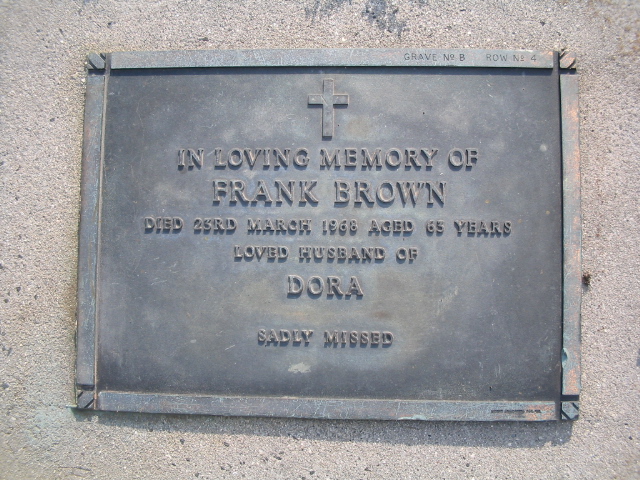 GRAVE Nº B ROW Nº 4
IN LOVING MEMORY OF
FRANK BROWN
DIED 23RD MARCH 1968 AGED 65 YEARS
LOVED HUSBAND OF
DORA
SADLY MISSED